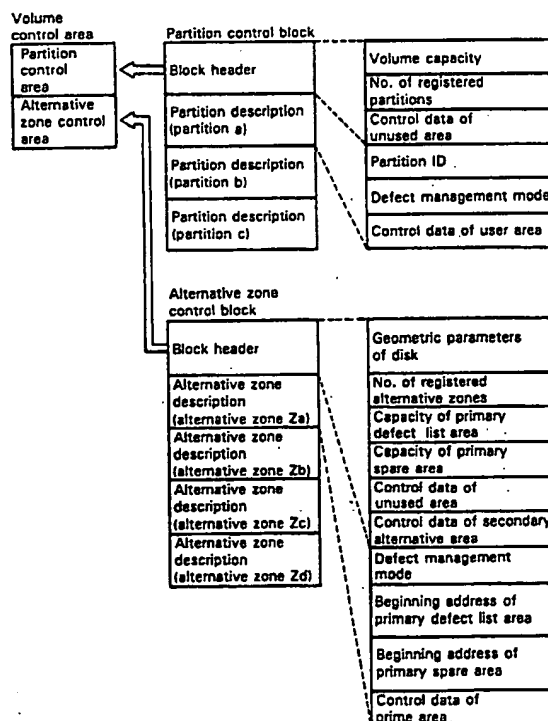 Volume
control area
Partition
control
area
Alternative
zone control
area
Partition control block
Block header
Partition description
(partition a)
Partition description
(partition b)
Partition description
(partition c)
Volume capacity
No. of registered
partitions
Control data of
unused area
Partition ID
Defect management mode
Control data of user area
Alternative zone
control block
Block header
Alternative zone
description
(alternative zone Za)
Alternative zone
description
(alternative zone Zb)
Alternative zone
description
(alternative zone Zc)
Alternative zone
description
(alternative zone Zd)
Geometric parameters
of disk
No. of registered
alternative zones
Capacity of primary
defect list area
Capacity of primary
spare area
Control data of
unused area
Control data of secondary
alternative area
Defect management
mode
Beginning address of
primary defect list area
Beginning address of
primary spare area
Control data of
prime area